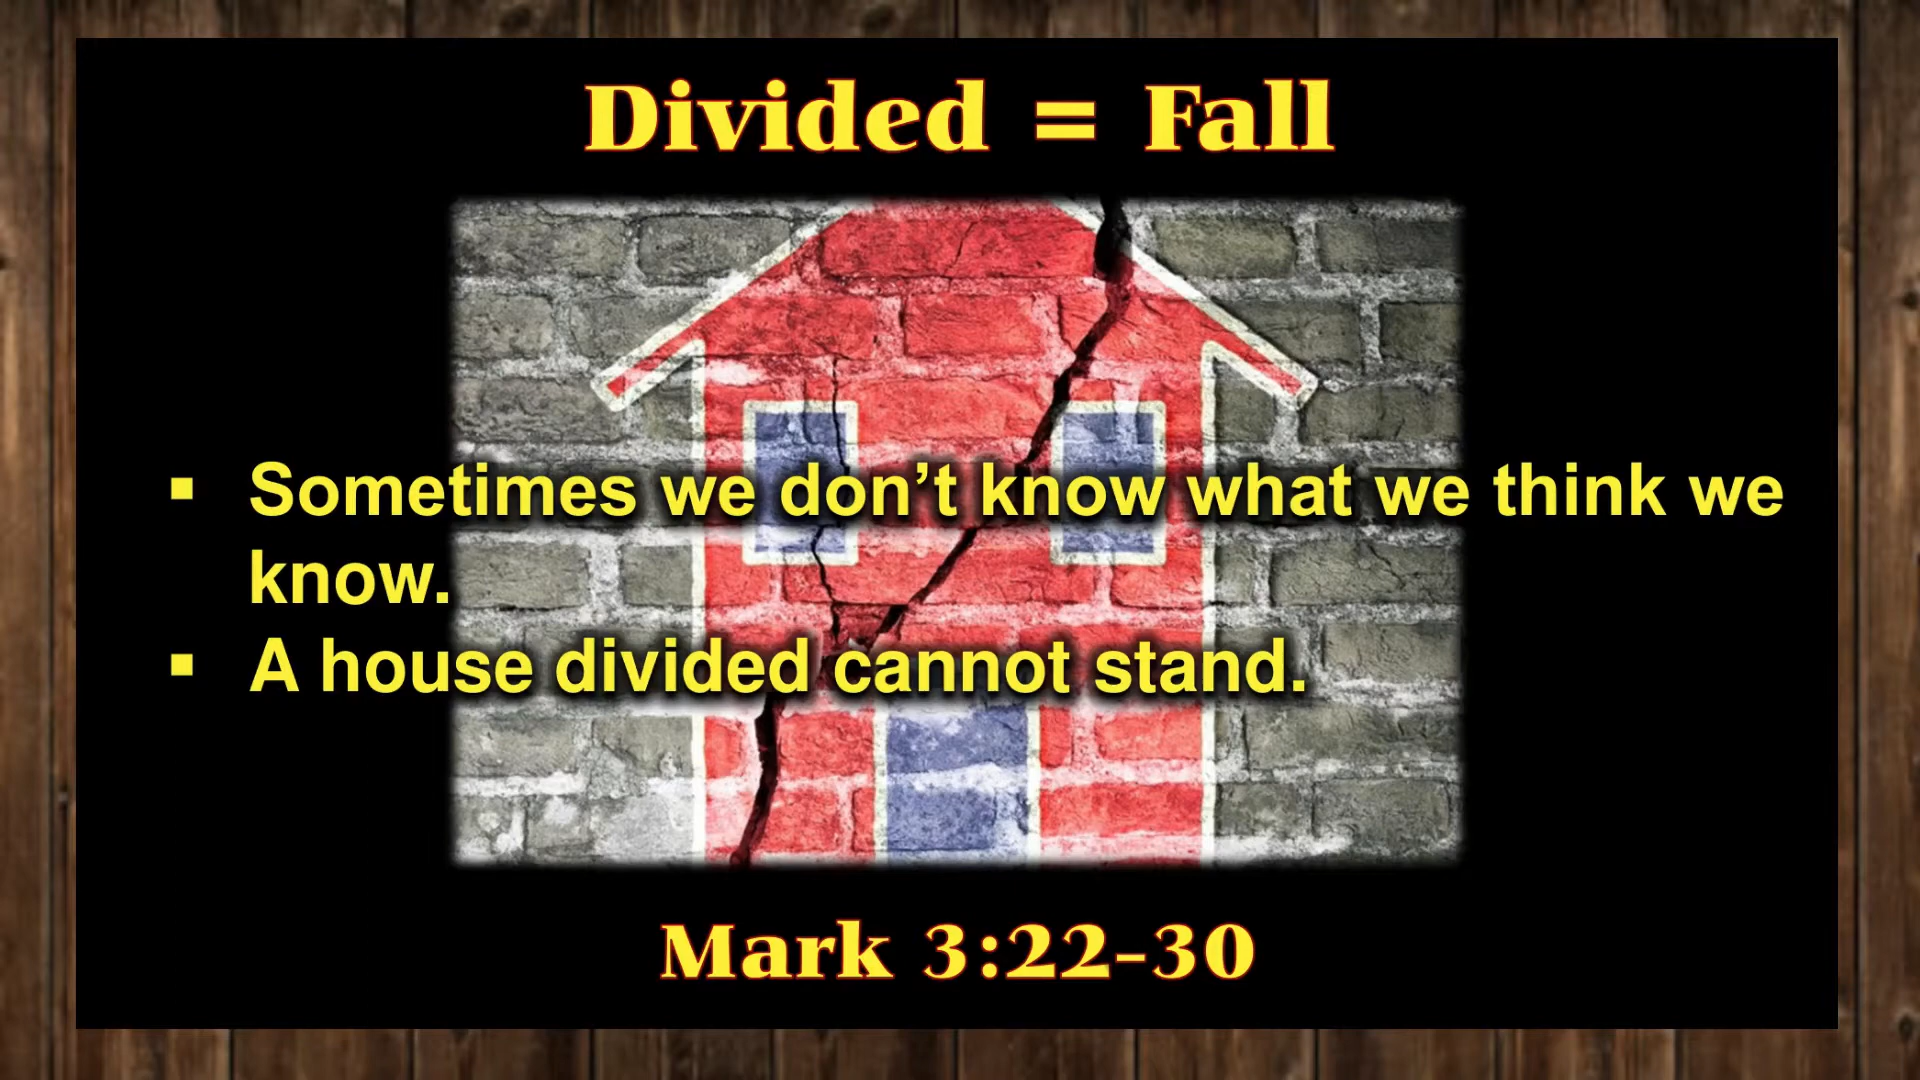 Divided = Fall
▪ Sometimes we don’t know what we think we
know.
▪ A house divided cannot stand.
Mark 3:22-30